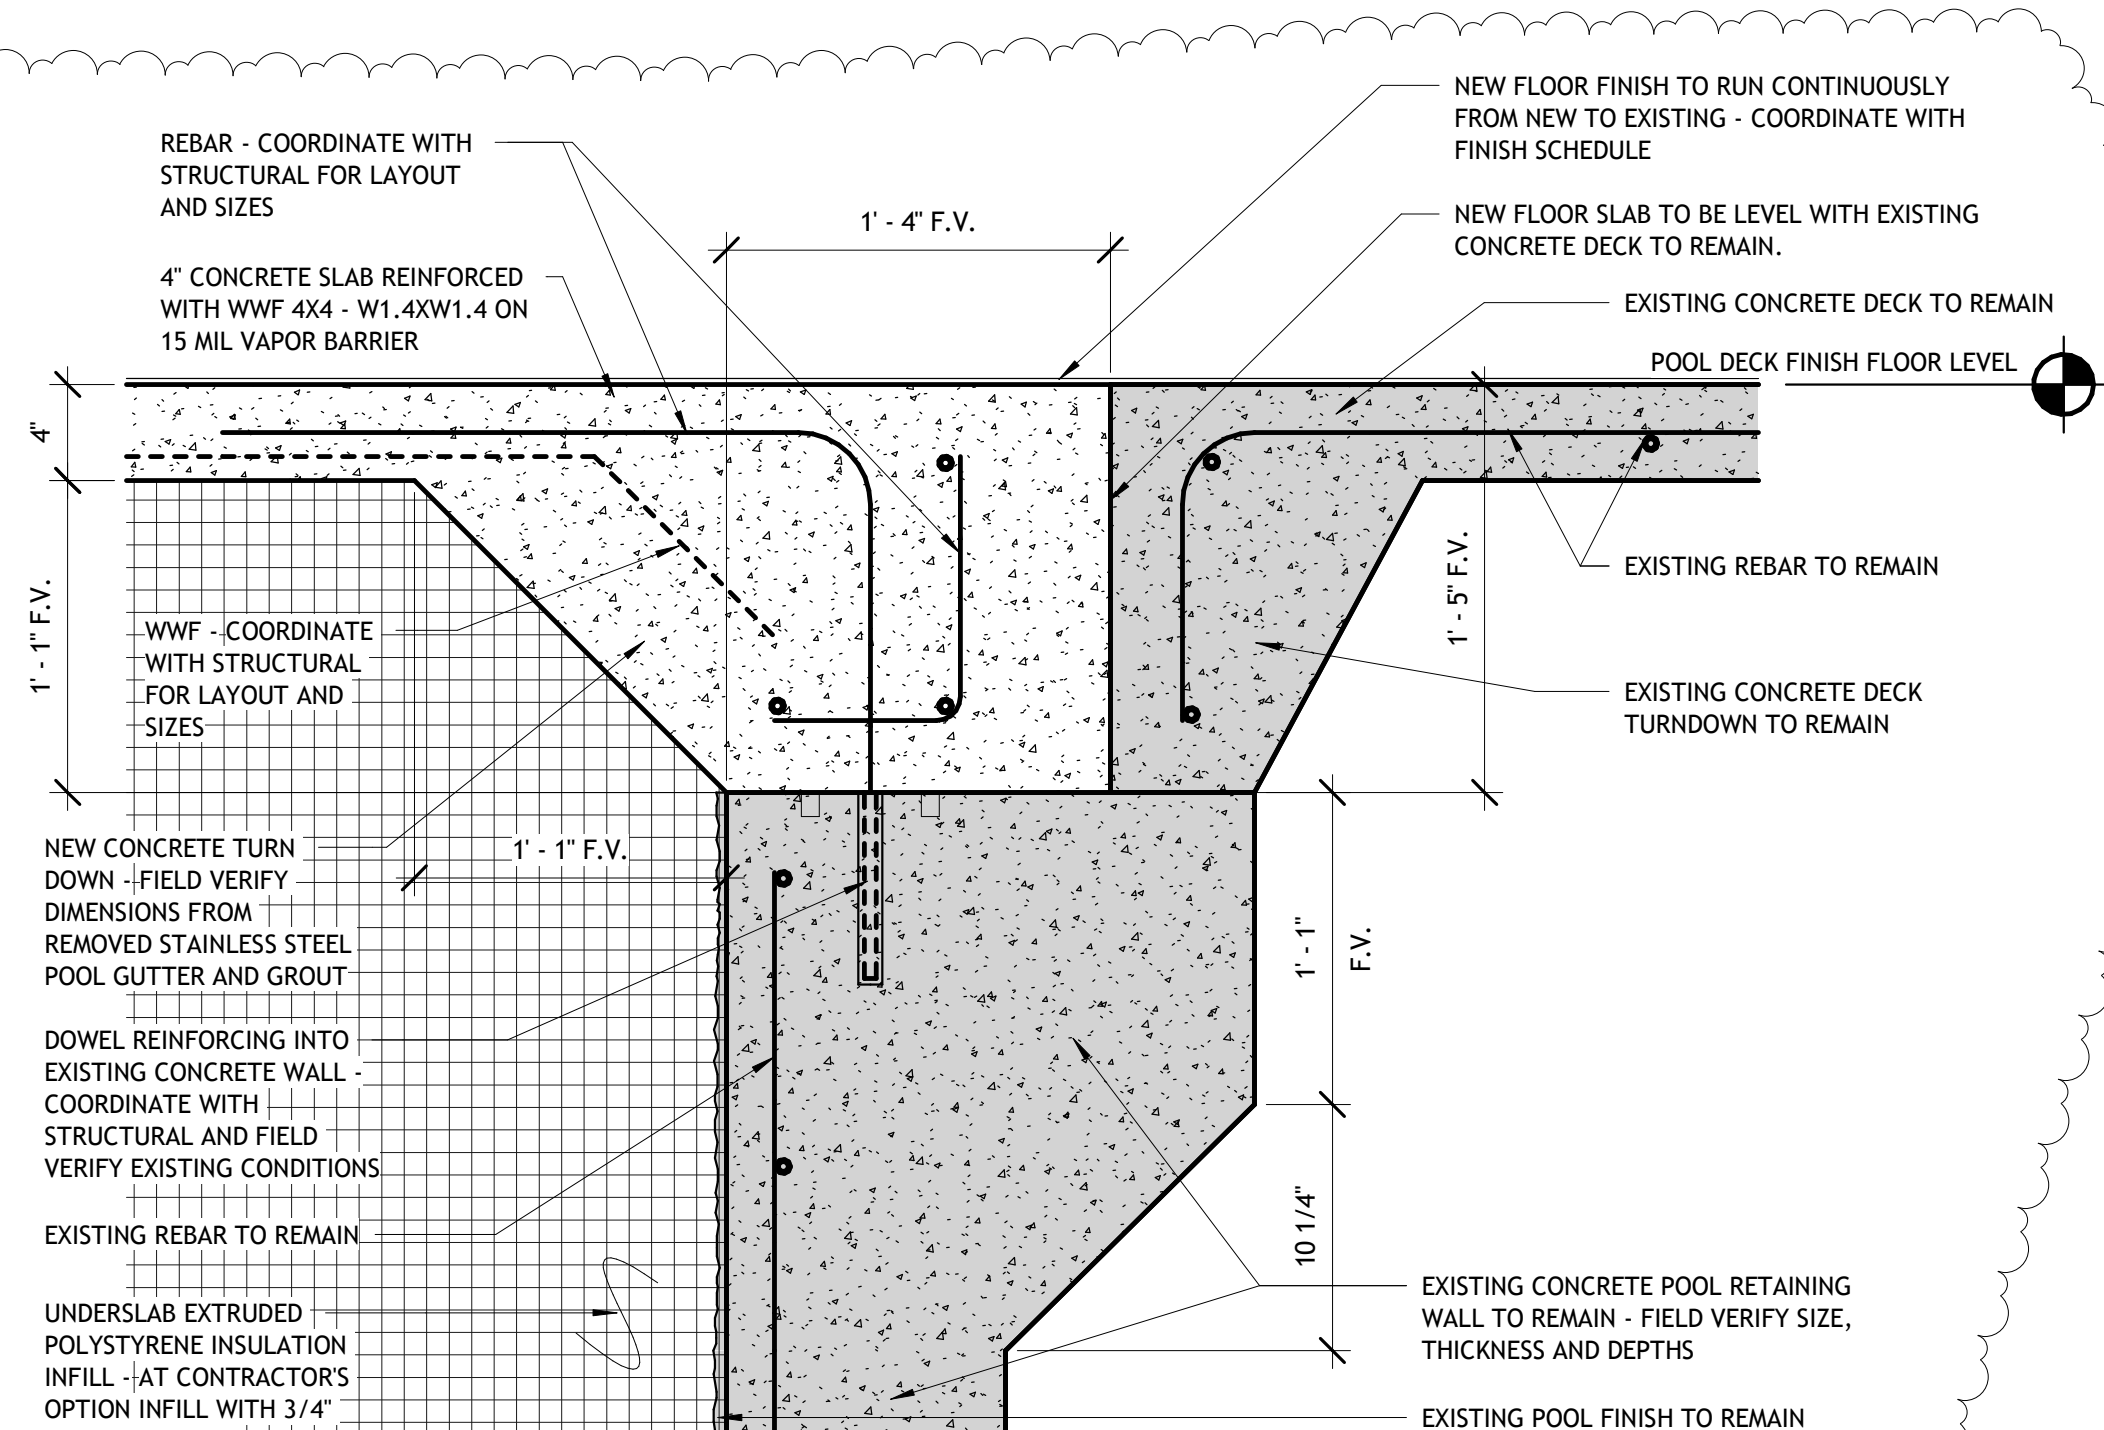 REBAR - COORDINATE WITH
STRUCTURAL FOR LAYOUT
AND SIZES
4" CONCRETE SLAB REINFORCED
WITH WWF 4X4 - W1.4XW1.4 ON
15 MIL VAPOR BARRIER
1' - 4" F.V.
NEW FLOOR FINISH TO RUN CONTINUOUSLY
FROM NEW TO EXISTING - COORDINATE WITH
FINISH SCHEDULE
NEW FLOOR SLAB TO BE LEVEL WITH EXISTING
CONCRETE DECK TO REMAIN.
EXISTING CONCRETE DECK TO REMAIN
POOL DECK FINISH FLOOR LEVEL
4"
1' - 1" F.V.
WWF - COORDINATE
WITH STRUCTURAL
FOR LAYOUT AND
SIZES
1' - 5" F.V.
EXISTING REBAR TO REMAIN
EXISTING CONCRETE DECK
TURNDOWN TO REMAIN
NEW CONCRETE TURN
DOWN - FIELD VERIFY
DIMENSIONS FROM
REMOVED STAINLESS STEEL
POOL GUTTER AND GROUT
1' - 1" F.V.
1' - 1"
F.V.
DOWEL REINFORCING INTO
EXISTING CONCRETE WALL -
COORDINATE WITH
STRUCTURAL AND FIELD
VERIFY EXISTING CONDITIONS
EXISTING REBAR TO REMAIN
10 1/4"
UNDERSLAB EXTRUDED
POLYSTYRENE INSULATION
INFILL - AT CONTRACTOR'S
OPTION INFILL WITH 3/4"
EXISTING CONCRETE POOL RETAINING
WALL TO REMAIN - FIELD VERIFY SIZE,
THICKNESS AND DEPTHS
EXISTING POOL FINISH TO REMAIN